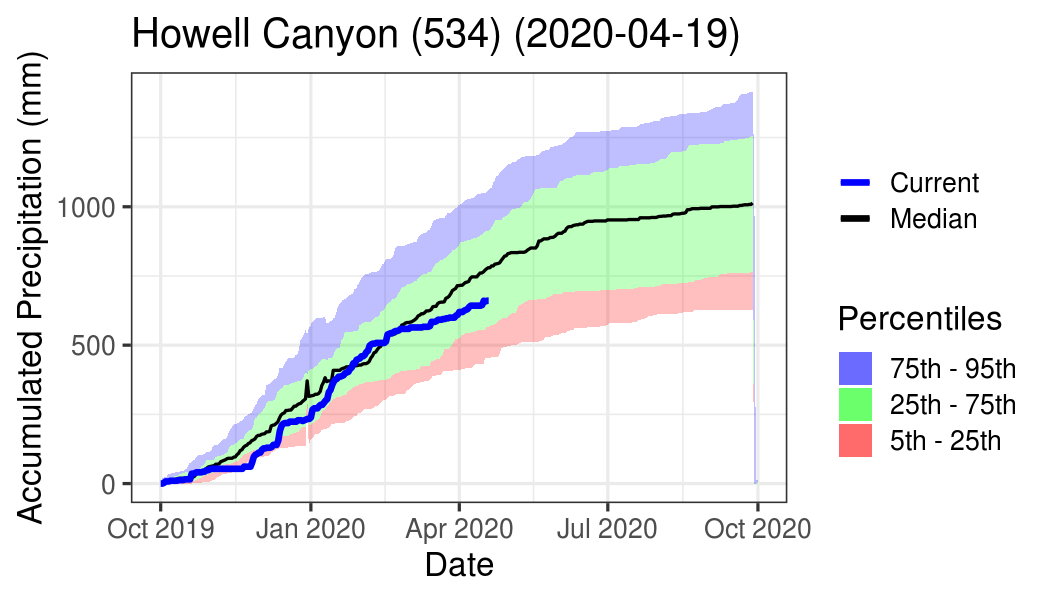 Howell Canyon (534) (2020-04-19)
Accumulated Precipitation (mm)
1000
500
0
Oct 2019
Jan 2020
Apr 2020
Jul 2020
Oct 2020
Date
Current
Median
Percentiles
75th - 95th
25th - 75th
5th - 25th